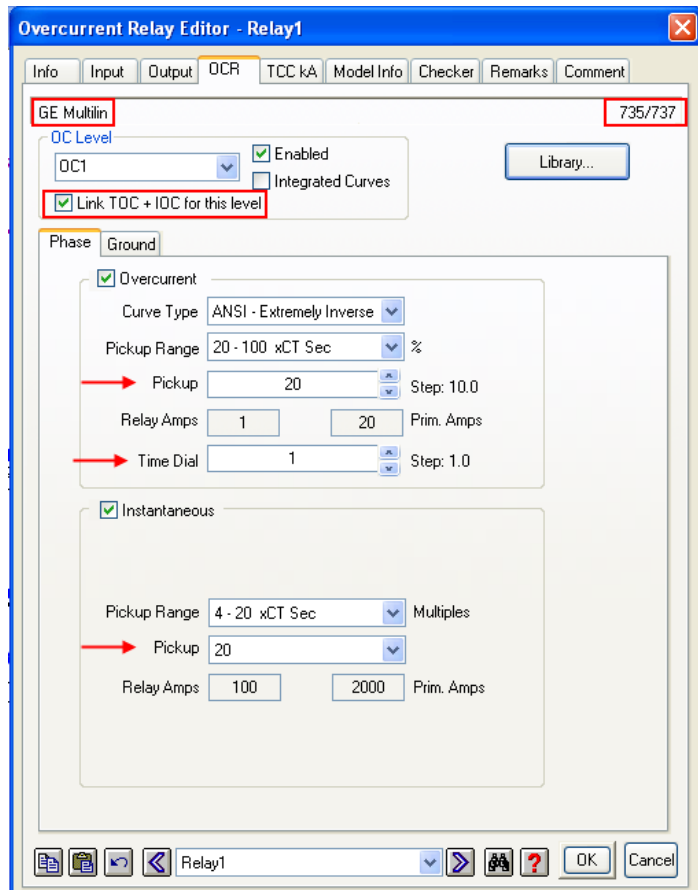 Overcurrent Relay Editor - Relay1
Info Input Output OCR TCC kA Model Info Checker Remarks Comment
GE Multilin 735/737
OC Level
OC1
Enabled
Integrated Curves
Library...
Link TOC + IOC for this level
Phase Ground
Overcurrent
Curve Type ANSI - Extremely Inverse
Pickup Range 20 - 100 xCT Sec %
Pickup 20 Step: 10.0
Relay Amps 1 20 Prim. Amps
Time Dial 1 Step: 1.0
Instantaneous
Pickup Range 4 - 20 xCT Sec Multiples
Pickup 20
Relay Amps 100 2000 Prim. Amps
Relay1 ? OK Cancel